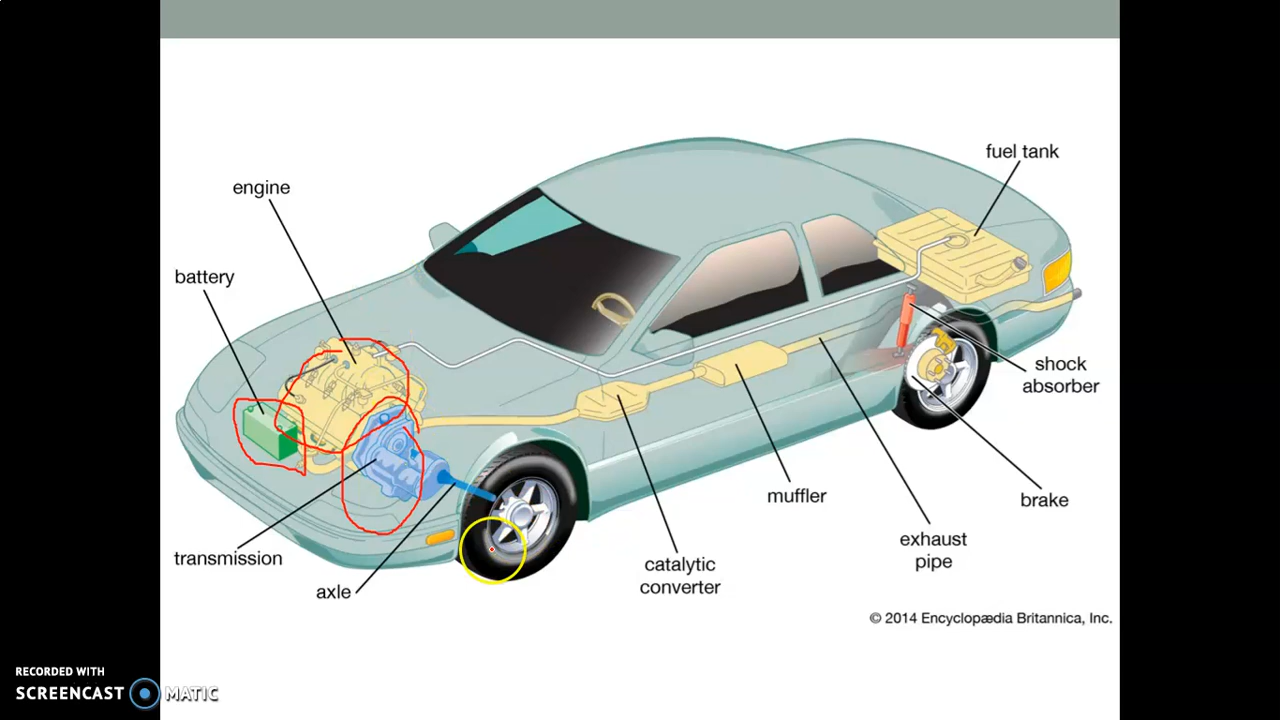 fuel tank
engine
battery
shock
absorber
muffler
brake
exhaust
pipe
transmission
catalytic
converter
axle
© 2014 Encyclopædia Britannica, Inc.
RECORDED WITH
SCREENCAST MATIC